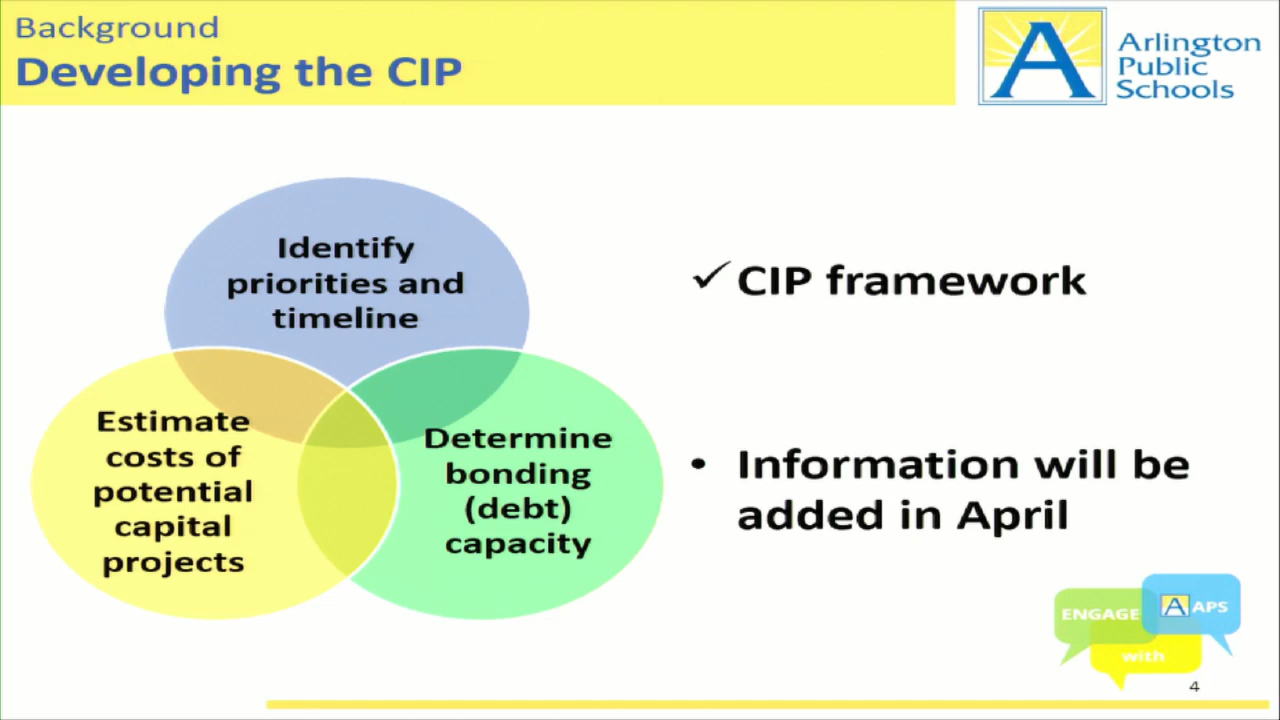 Background
Developing the CIP
Arlington
Public
Schools
Identify
priorities and
timeline
Estimate
costs of
potential
capital
projects
Determine
bonding
(debt)
capacity
✓ CIP framework
• Information will be
added in April
ENGAGE
A APS
with
4